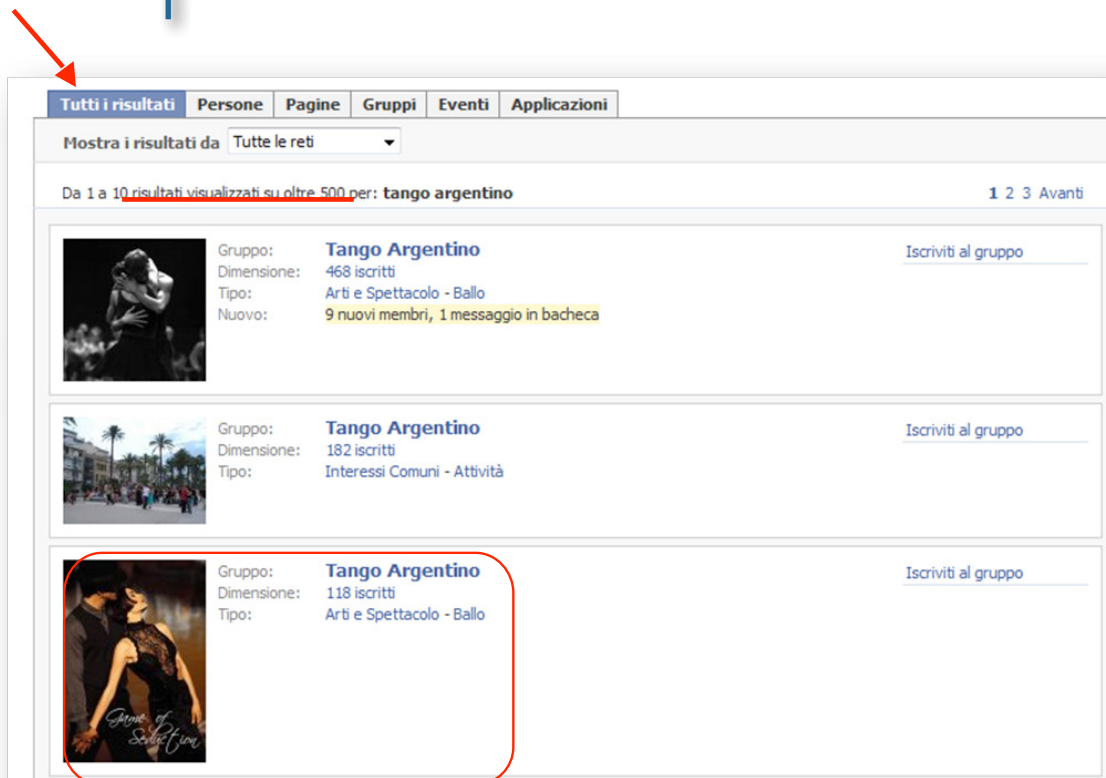 Tutti i risultati Persone Pagine Gruppi Eventi Applicazioni
Mostra i risultati da Tutte le reti
Da 1 a 10 risultati visualizzati su oltre 500 per: tango argentino 1 2 3 Avanti
Gruppo: Tango Argentino Iscriviti al gruppo
Dimensione: 468 iscritti
Tipo: Arti e Spettacolo - Ballo
Nuovo: 9 nuovi membri, 1 messaggio in bacheca
Gruppo: Tango Argentino Iscriviti al gruppo
Dimensione: 182 iscritti
Tipo: Interessi Comuni - Attività
Gruppo: Tango Argentino Iscriviti al gruppo
Dimensione: 118 iscritti
Tipo: Arti e Spettacolo - Ballo
Game of
Seduction